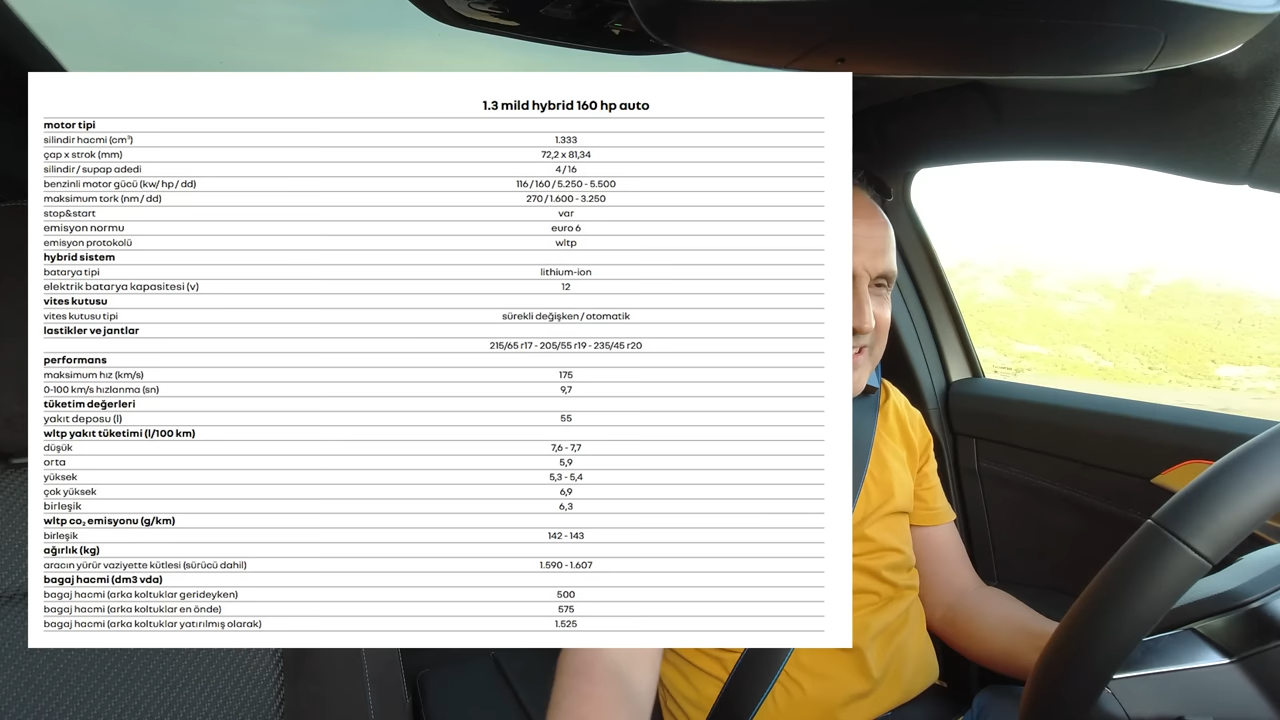 1.3 mild hybrid 160 hp auto
motor tipi
silindir hacmi (cm³) 1.333
çap x strok (mm) 72,2 x 81,34
silindir / supap adedi 4 / 16
benzinli motor gücü (kw/ hp / dd) 116 / 160 / 5.250 - 5.500
maksimum tork (nm / dd) 270 / 1.600 - 3.250
stop&start var
emisyon normu euro 6
emisyon protokolü wltp
hybrid sistem
batarya tipi lithium-ion
elektrik batarya kapasitesi (v) 12
vites kutusu
vites kutusu tipi sürekli değişken / otomatik
lastikler ve jantlar
215/65 r17 - 205/55 r19 - 235/45 r20
performans
maksimum hız (km/s) 175
0-100 km/s hızlanma (sn) 9,7
tüketim değerleri
yakıt deposu (l) 55
wltp yakıt tüketimi (l/100 km)
düşük 7,6 - 7,7
orta 5,9
yüksek 5,3 - 5,4
çok yüksek 6,9
birleşik 6,3
wltp co₂ emisyonu (g/km)
birleşik 142 - 143
ağırlık (kg)
aracın yürür vaziyette kütlesi (sürücü dahil) 1.590 - 1.607
bagaj hacmi (dm3 vda)
bagaj hacmi (arka koltuklar gerideyken) 500
bagaj hacmi (arka koltuklar en önde) 575
bagaj hacmi (arka koltuklar yatırılmış olarak) 1.525